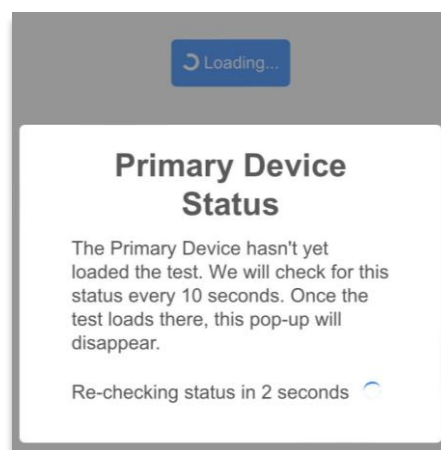 Loading...
Primary Device
Status
The Primary Device hasn't yet
loaded the test. We will check for this
status every 10 seconds. Once the
test loads there, this pop-up will
disappear.
Re-checking status in 2 seconds